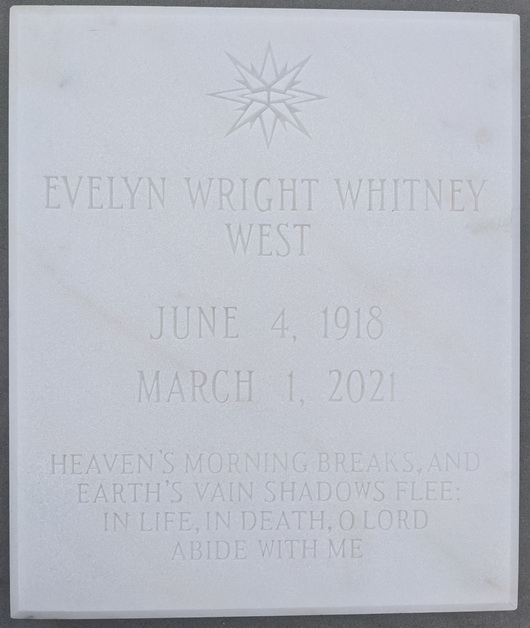 EVELYN WRIGHT WHITNEY
WEST
JUNE 4, 1918
MARCH 1, 2021
HEAVEN'S MORNING BREAKS, AND
EARTH'S VAIN SHADOWS FLEE;
IN LIFE, IN DEATH, O LORD
ABIDE WITH ME